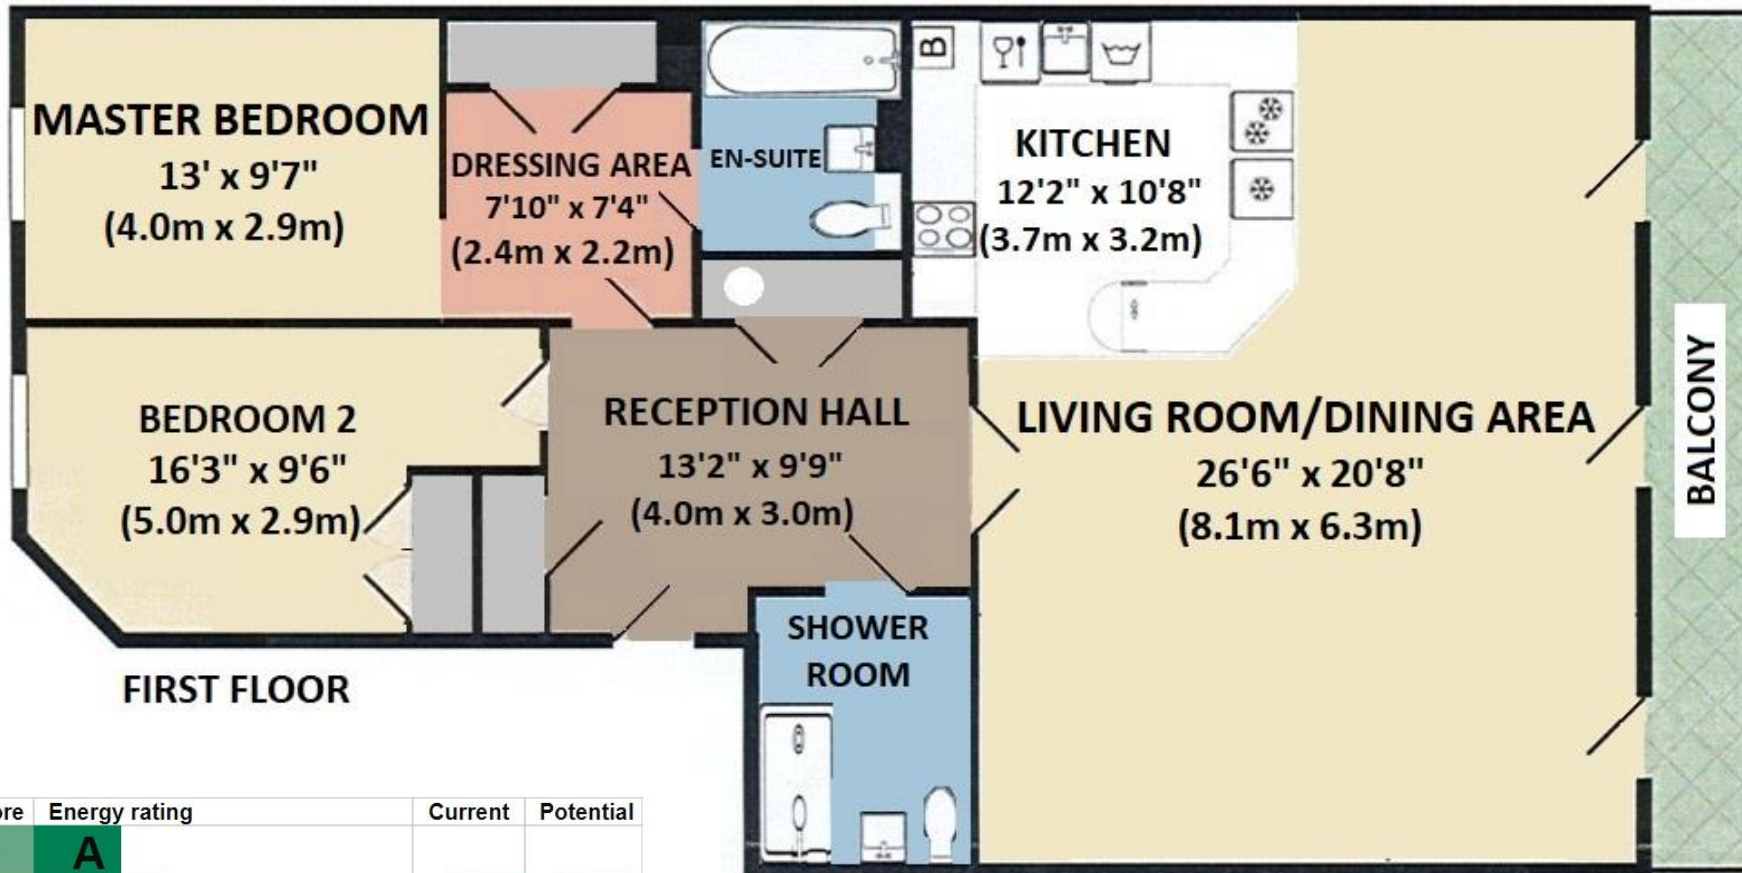 MASTER BEDROOM
13' x 9'7"
(4.0m x 2.9m)
DRESSING AREA
7'10" x 7'4"
(2.4m x 2.2m)
EN-SUITE
B
KITCHEN
12'2" x 10'8"
(3.7m x 3.2m)
BEDROOM 2
16'3" x 9'6"
(5.0m x 2.9m)
RECEPTION HALL
13'2" x 9'9"
(4.0m x 3.0m)
LIVING ROOM/DINING AREA
26'6" x 20'8"
(8.1m x 6.3m)
BALCONY
SHOWER
ROOM
FIRST FLOOR
Energy rating Current Potential
A